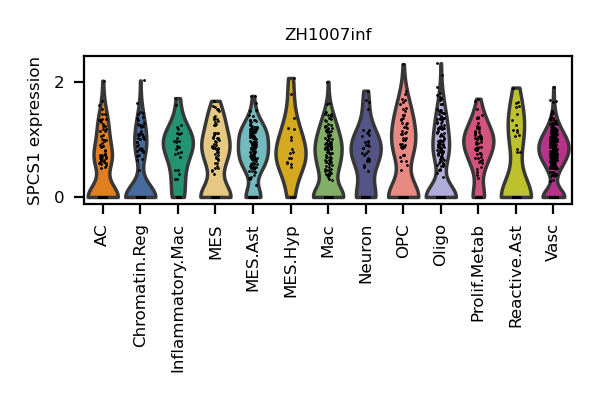 ZH1007inf
SPCS1 expression
2
0
AC
Chromatin.Reg
Inflammatory.Mac
MES
MES.Ast
MES.Hyp
Mac
Neuron
OPC
Oligo
Prolif.Metab
Reactive.Ast
Vasc